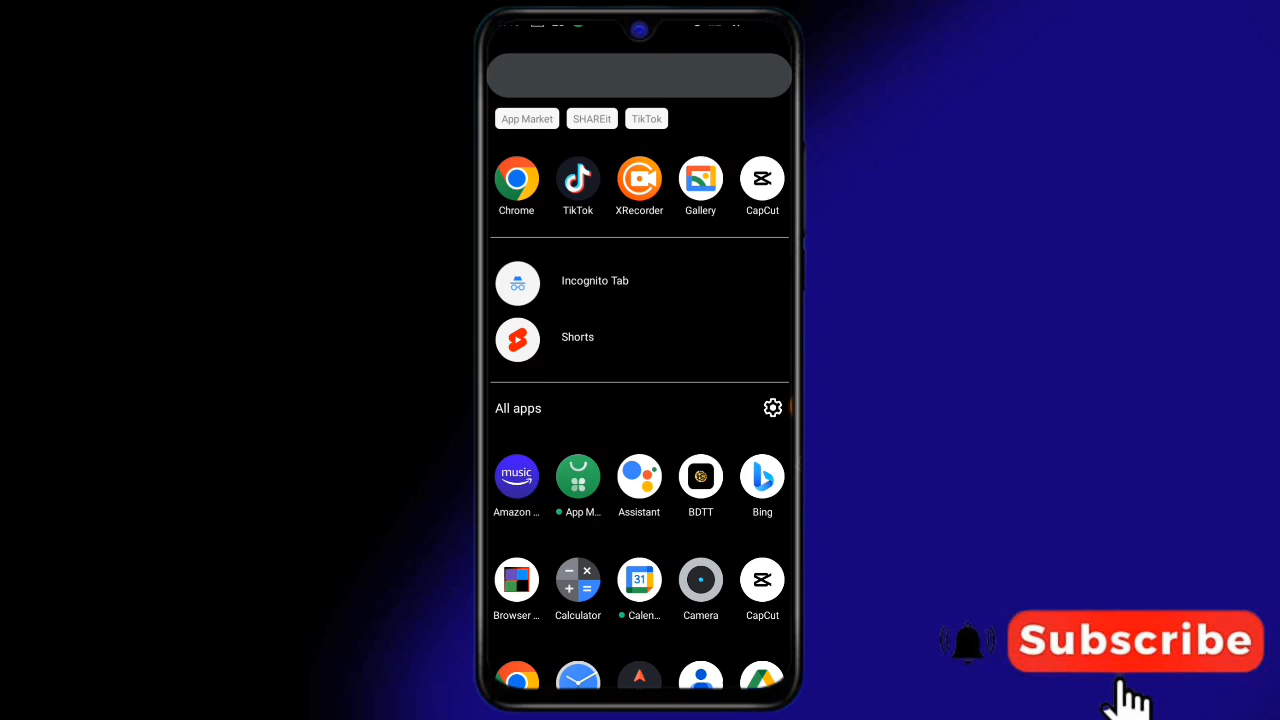 App Market SHAREit TikTok
Chrome TikTok XRecorder Gallery CapCut
Incognito Tab
Shorts
All apps
music
Amazon ... App M... Assistant BDTT Bing
31
Browser ... Calculator Calen... Camera CapCut
Subscribe